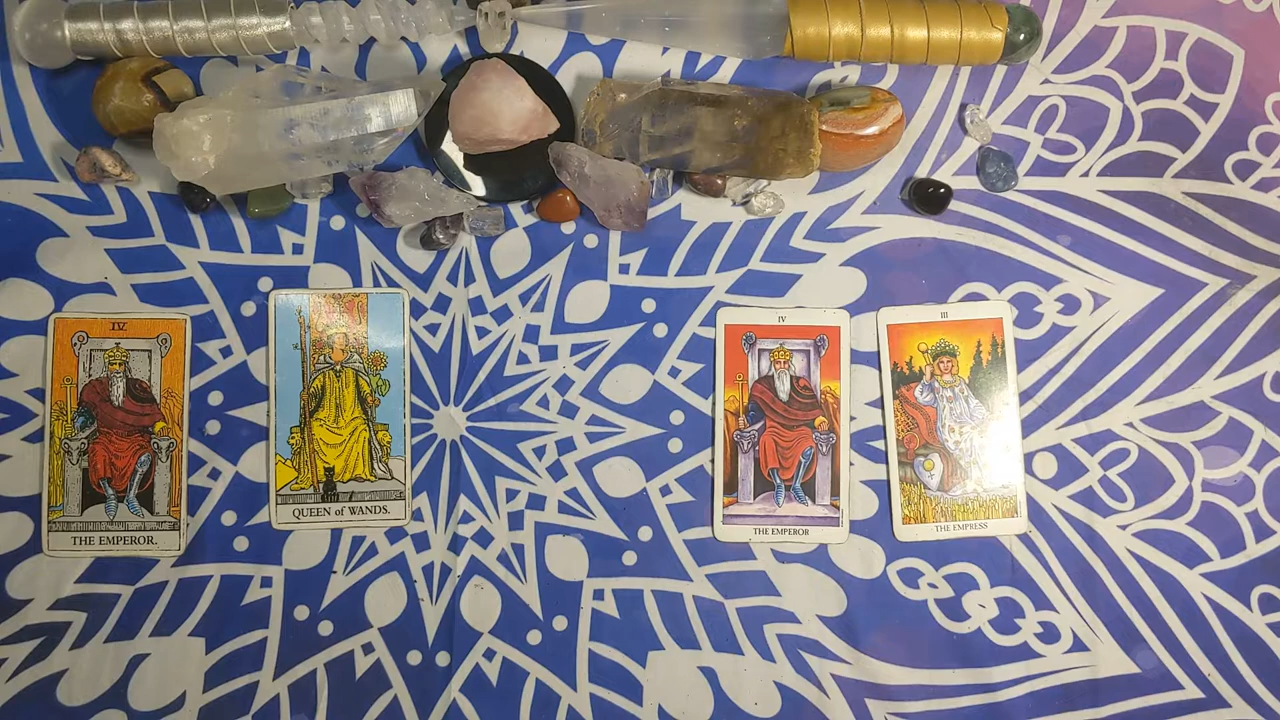 IV
THE EMPEROR.
QUEEN of WANDS.
IV
THE EMPEROR
III
THE EMPRESS